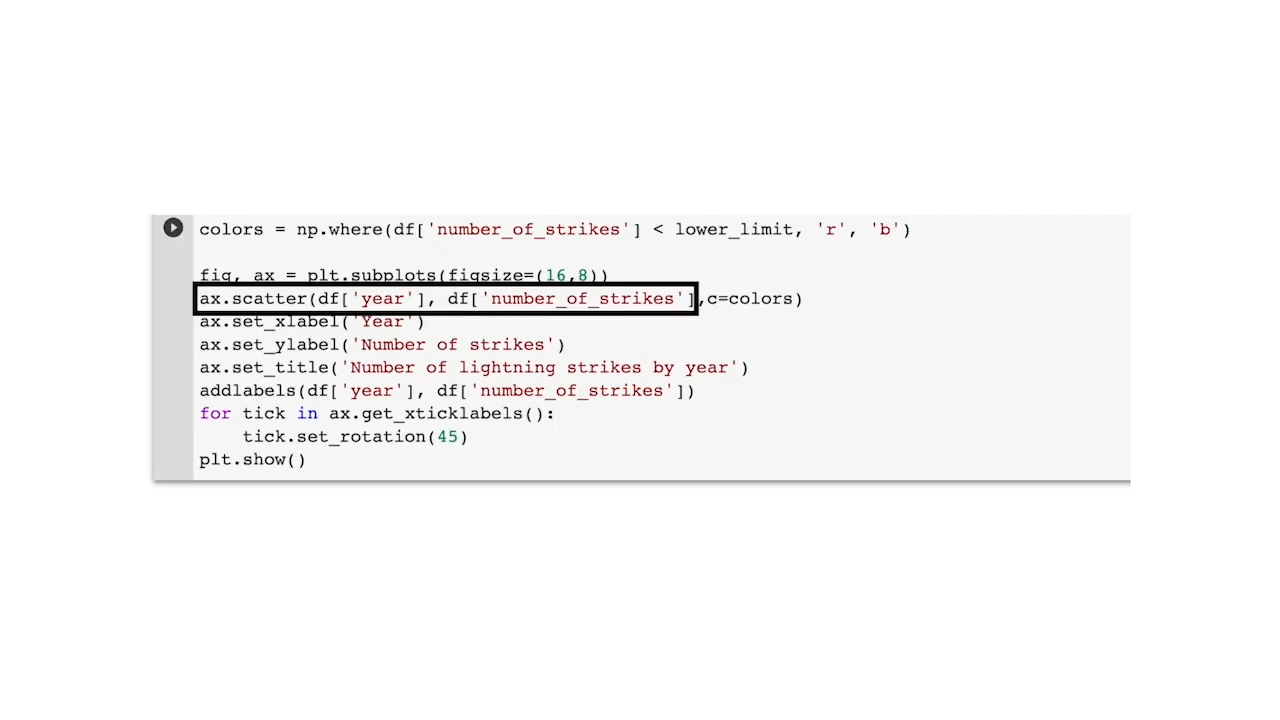 colors = np.where(df['number_of_strikes'] < lower_limit, 'r', 'b')
fig, ax = plt.subplots(figsize=(16,8))
ax.scatter(df['year'], df['number_of_strikes'],c=colors)
ax.set_xlabel('Year')
ax.set_ylabel('Number of strikes')
ax.set_title('Number of lightning strikes by year')
addlabels(df['year'], df['number_of_strikes'])
for tick in ax.get_xticklabels():
    tick.set_rotation(45)
plt.show()